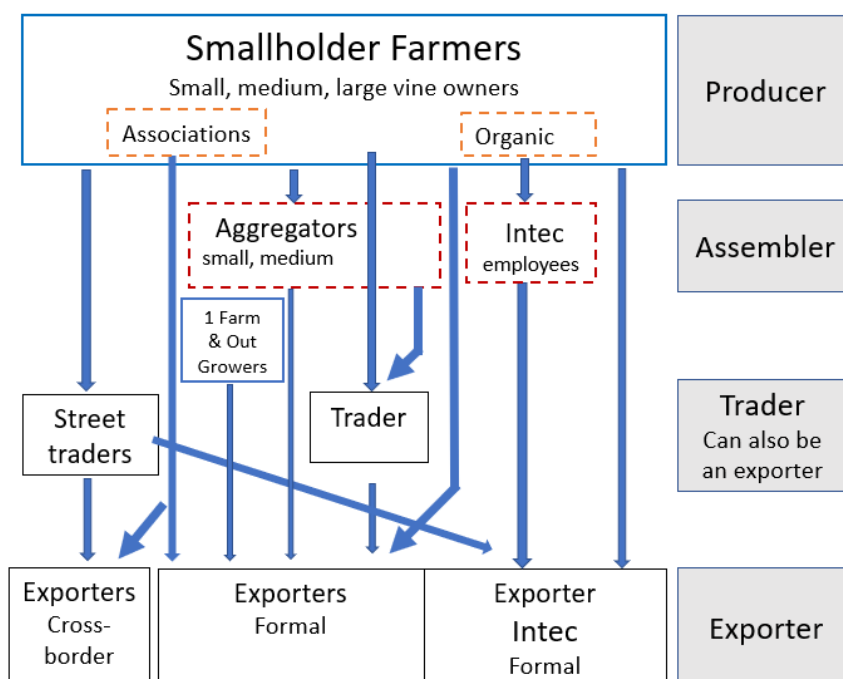 Smallholder Farmers
Small, medium, large vine owners
Associations
Organic
Producer
Aggregators
small, medium
Intec
employees
Assembler
1 Farm
& Out
Growers
Street
traders
Trader
Trader
Can also be
an exporter
Exporters
Cross-
border
Exporters
Formal
Exporter
Intec
Formal
Exporter